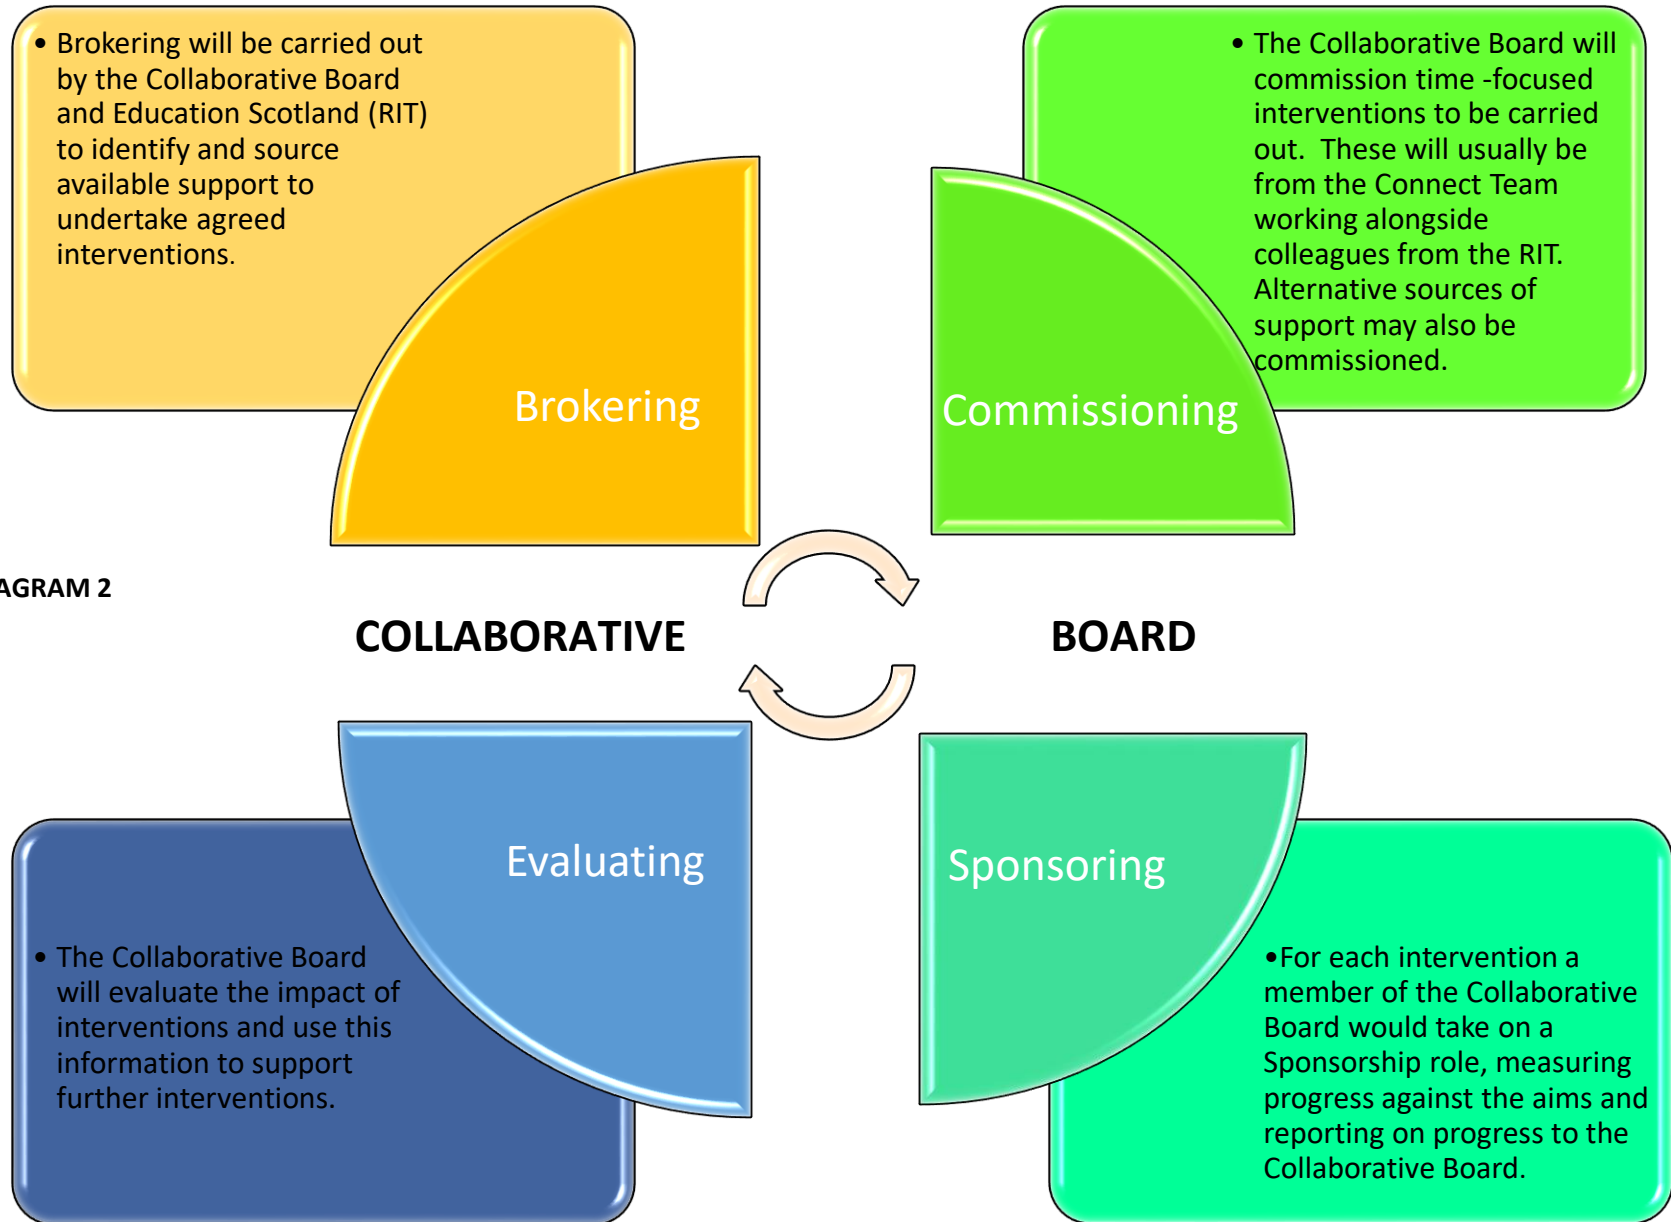 • Brokering will be carried out
by the Collaborative Board
and Education Scotland (RIT)
to identify and source
available support to
undertake agreed
interventions.
Brokering
• The Collaborative Board will
commission time -focused
interventions to be carried
out.  These will usually be
from the Connect Team
working alongside
colleagues from the RIT.
Alternative sources of
support may also be
commissioned.
Commissioning
AGRAM 2
COLLABORATIVE BOARD
Evaluating
• The Collaborative Board
will evaluate the impact of
interventions and use this
information to support
further interventions.
Sponsoring
•For each intervention a
member of the Collaborative
Board would take on a
Sponsorship role, measuring
progress against the aims and
reporting on progress to the
Collaborative Board.